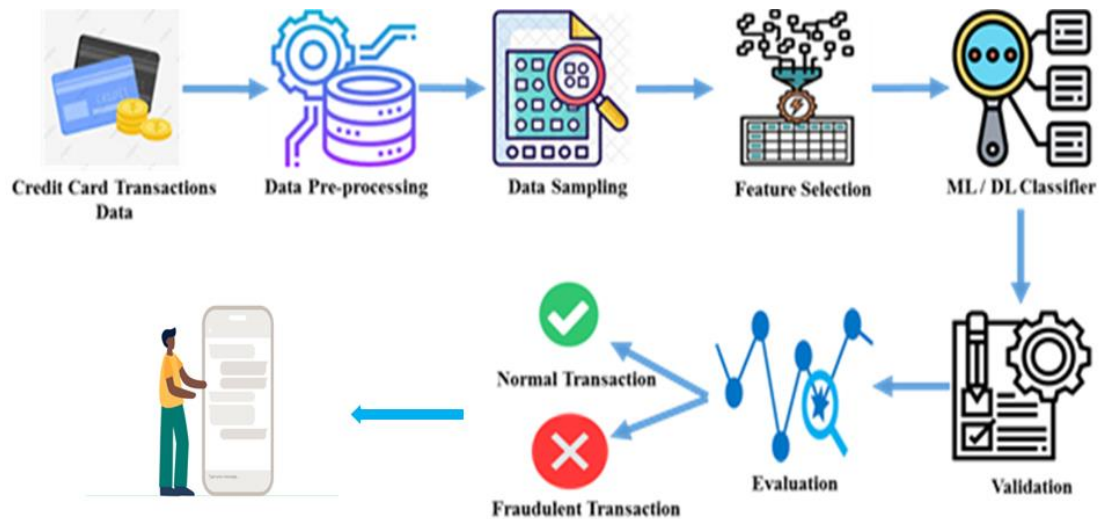 Credit Card Transactions
Data
Data Pre-processing
Data Sampling
Feature Selection
ML / DL Classifier
Normal Transaction
Fraudulent Transaction
Evaluation
Validation